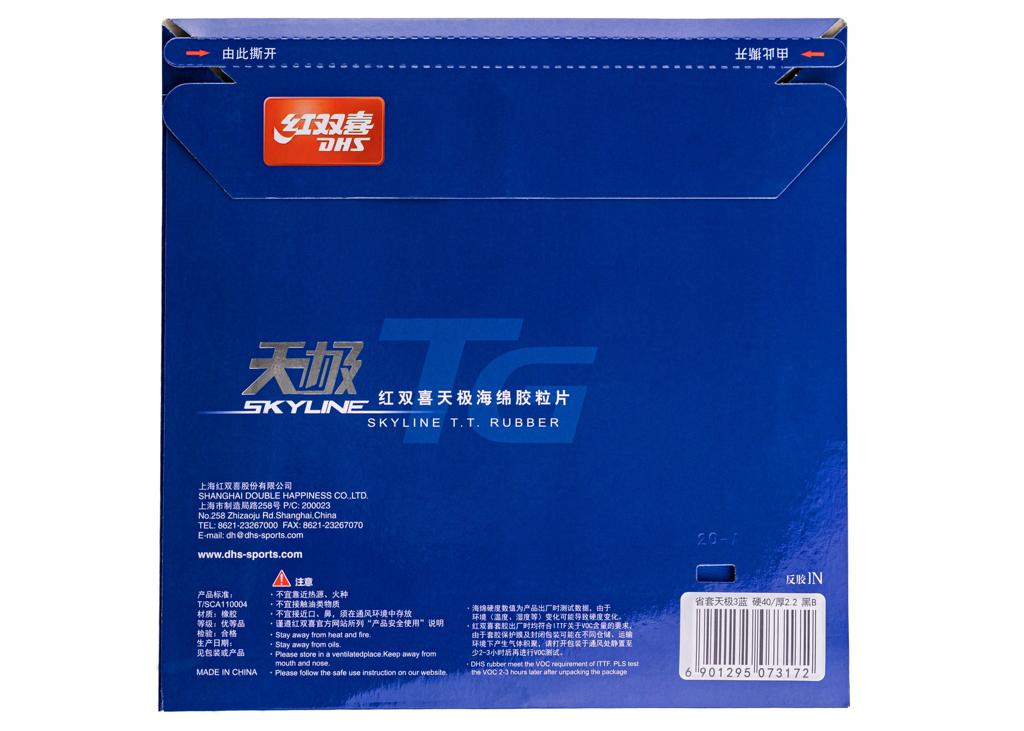 由此撕开
由此撕开
红双喜
DHS
TG
天极
SKYLINE
红双喜天极海绵胶粒片
SKYLINE T.T. RUBBER
上海红双喜股份有限公司
SHANGHAI DOUBLE HAPPINESS CO.,LTD.
上海市制造局路258号 P/C: 200023
No.258 Zhizaoju Rd.Shanghai,China
TEL: 8621-23267000 FAX: 8621-23267070
E-mail: dh@dhs-sports.com
www.dhs-sports.com
产品标准:
T/SCA110004
材质: 橡胶
等级: 优等品
检验: 合格
生产日期:
见包装或产品
MADE IN CHINA
注意
·不宜靠近热源、火种
·不宜接触油类物质
·不宜接近口、鼻，须在通风环境中存放
·谨遵红双喜官方网站所列“产品安全使用”说明
·Stay away from heat and fire.
·Stay away from oils.
·Please store in a ventilatedplace.Keep away from
mouth and nose.
·Please follow the safe use instruction on our website.
·海绵硬度数值为产品出厂时测试数据，由于
环境（温度、湿度等）变化可能导致硬度变化。
·红双喜套胶出厂时均符合ITTF关于VOC含量的要求，
由于套胶保护膜及封闭包装可能在不同仓储、运输
环境下产生气体积聚，请打开包装于通风处静置至
少2-3小时后再进行VOC测试。
·DHS rubber meet the VOC requirement of ITTF. PLS test
the VOC 2-3 hours later after unpacking the package
反胶IN
省套天极3蓝 硬40/厚2.2 黑B
6 901295 073172